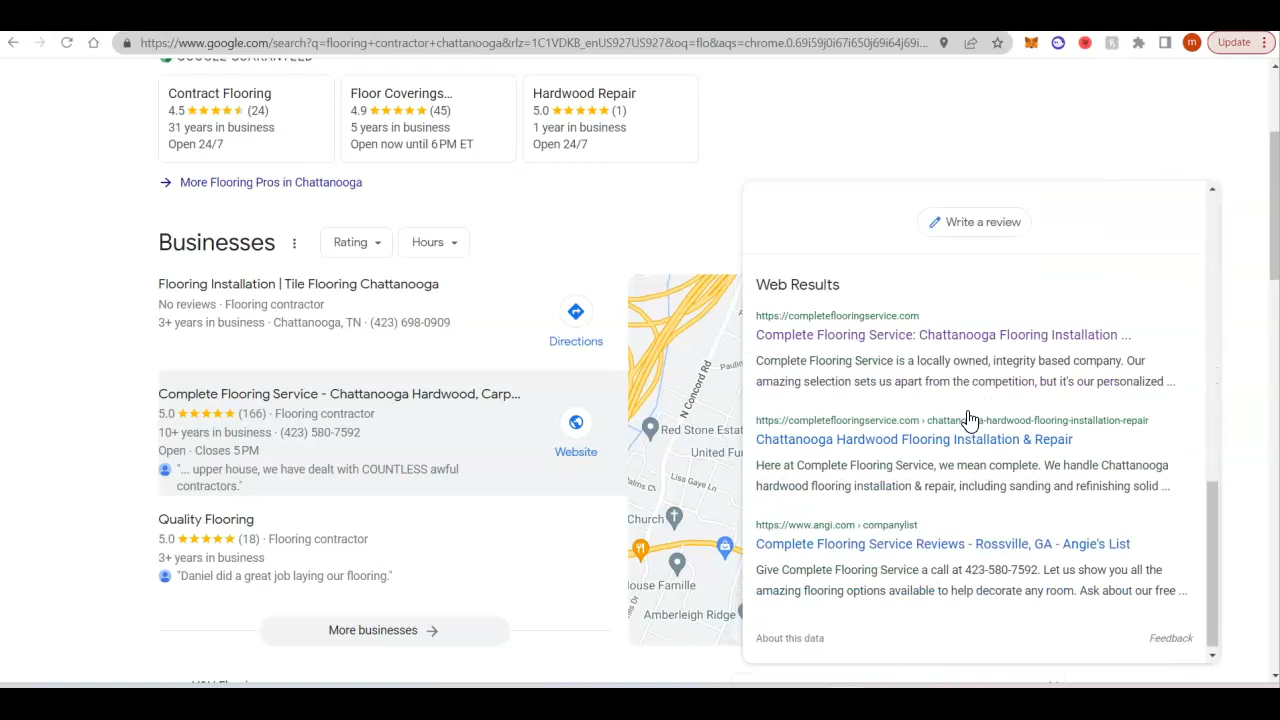 https://www.google.com/search?q=flooring+contractor+chattanooga&rlz=1C1VDKB_enUS927US927&oq=flo&aqs=chrome.0.69i59j0i67i650j69i64j69i...
m
Update
GOOGLE GUARANTEED
Contract Flooring
4.5 (24)
31 years in business
Open 24/7
Floor Coverings...
4.9 (45)
5 years in business
Open now until 6 PM ET
Hardwood Repair
5.0 (1)
1 year in business
Open 24/7
More Flooring Pros in Chattanooga
Businesses
Rating
Hours
Flooring Installation | Tile Flooring Chattanooga
No reviews · Flooring contractor
3+ years in business · Chattanooga, TN · (423) 698-0909
Directions
Complete Flooring Service - Chattanooga Hardwood, Carp...
5.0 (166) · Flooring contractor
10+ years in business · (423) 580-7592
Open · Closes 5 PM
"... upper house, we have dealt with COUNTLESS awful
contractors."
Website
Quality Flooring
5.0 (18) · Flooring contractor
3+ years in business
"Daniel did a great job laying our flooring."
More businesses
N Concord Rd
Paulin
Red Stone Estat
United Fu
Lisa Gaye Ln
Palms Ct
Church
House Famille
Amberleigh Ridge
Write a review
Web Results
https://completeflooringservice.com
Complete Flooring Service: Chattanooga Flooring Installation ...
Complete Flooring Service is a locally owned, integrity based company. Our
amazing selection sets us apart from the competition, but it's our personalized ...
https://completeflooringservice.com › chattanooga-hardwood-flooring-installation-repair
Chattanooga Hardwood Flooring Installation & Repair
Here at Complete Flooring Service, we mean complete. We handle Chattanooga
hardwood flooring installation & repair, including sanding and refinishing solid ...
https://www.angi.com › companylist
Complete Flooring Service Reviews - Rossville, GA - Angie's List
Give Complete Flooring Service a call at 423-580-7592. Let us show you all the
amazing flooring options available to help decorate any room. Ask about our free ...
About this data
Feedback